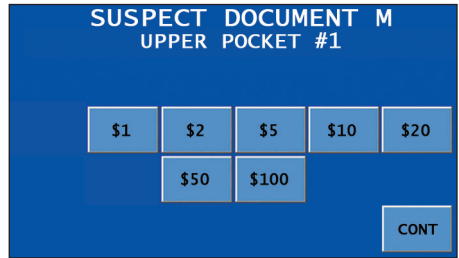 SUSPECT DOCUMENT M
UPPER POCKET #1
$1 $2 $5 $10 $20
$50 $100
CONT